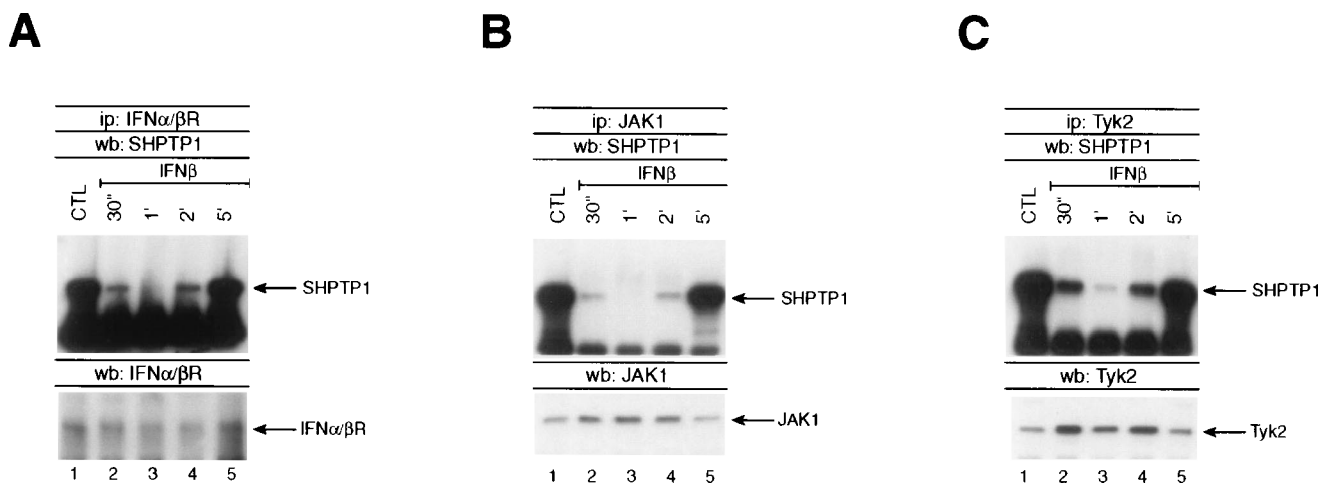 A
ip: IFNα/βR
wb: SHPTP1
IFNβ
CTL
30"
1'
2'
5'
SHPTP1
wb: IFNα/βR
IFNα/βR
1 2 3 4 5
B
ip: JAK1
wb: SHPTP1
IFNβ
CTL
30"
1'
2'
5'
SHPTP1
wb: JAK1
JAK1
1 2 3 4 5
C
ip: Tyk2
wb: SHPTP1
IFNβ
CTL
30"
1'
2'
5'
SHPTP1
wb: Tyk2
Tyk2
1 2 3 4 5